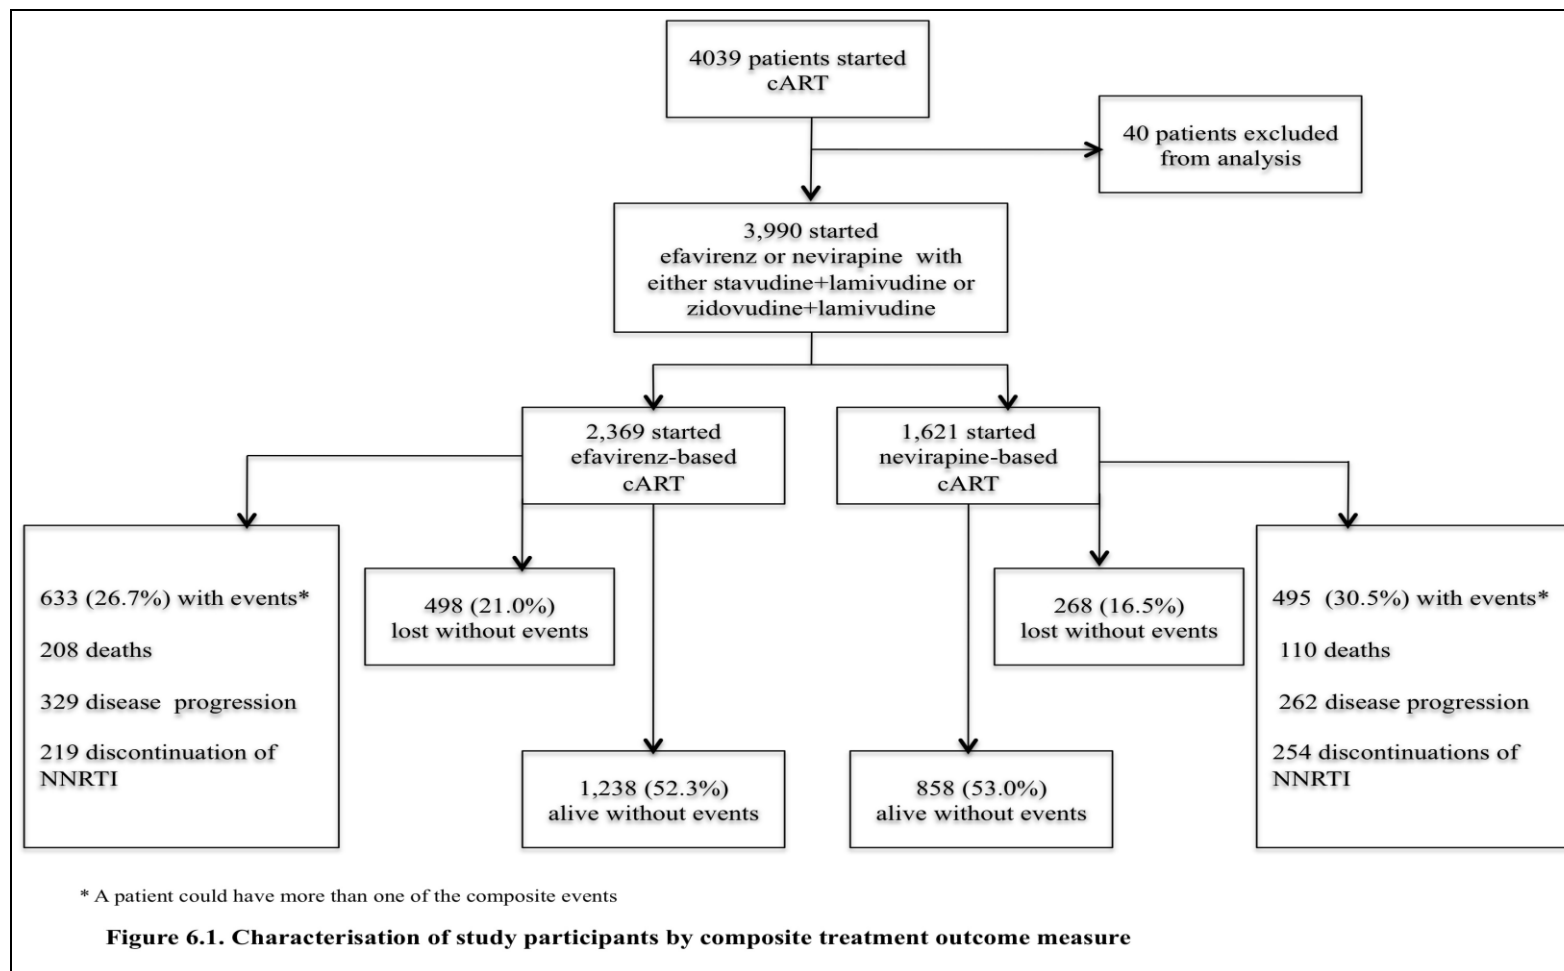 4039 patients started
cART
40 patients excluded
from analysis
3,990 started
efavirenz or nevirapine with
either stavudine+lamivudine or
zidovudine+lamivudine
2,369 started
efavirenz-based
cART
1,621 started
nevirapine-based
cART
633 (26.7%) with events*
208 deaths
329 disease progression
219 discontinuation of
NNRTI
498 (21.0%)
lost without events
1,238 (52.3%)
alive without events
858 (53.0%)
alive without events
268 (16.5%)
lost without events
495 (30.5%) with events*
110 deaths
262 disease progression
254 discontinuations of
NNRTI
* A patient could have more than one of the composite events
Figure 6.1. Characterisation of study participants by composite treatment outcome measure